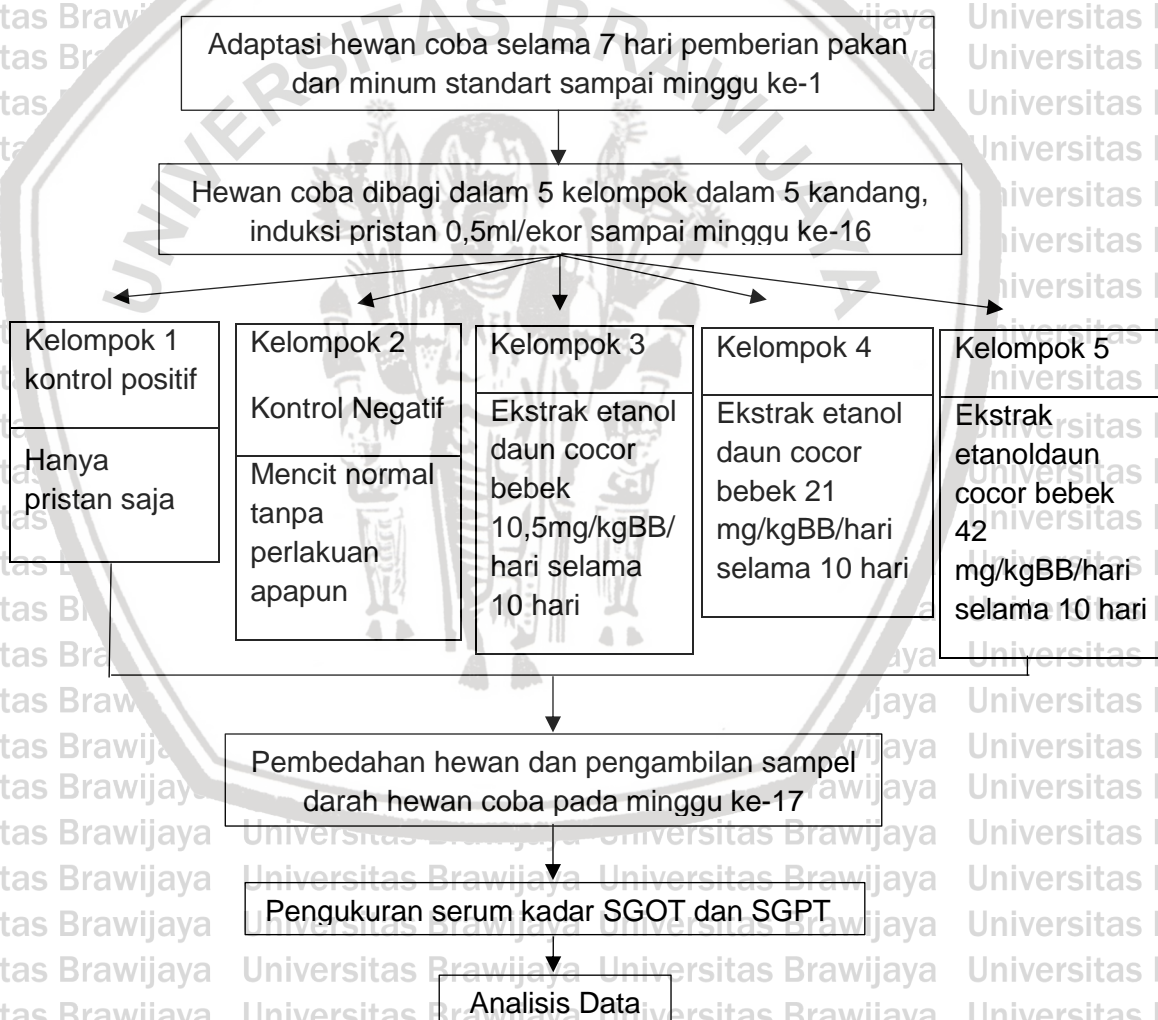 Adaptasi hewan coba selama 7 hari pemberian pakan
dan minum standart sampai minggu ke-1
Hewan coba dibagi dalam 5 kelompok dalam 5 kandang,
induksi pristan 0,5ml/ekor sampai minggu ke-16
Kelompok 1
kontrol positif
Hanya
pristan saja
Kelompok 2
Kontrol Negatif
Mencit normal
tanpa
perlakuan
apapun
Kelompok 3
Ekstrak etanol
daun cocor
bebek
10,5mg/kgBB/
hari selama
10 hari
Kelompok 4
Ekstrak etanol
daun cocor
bebek 21
mg/kgBB/hari
selama 10 hari
Kelompok 5
Ekstrak
etanoldaun
cocor bebek
42
mg/kgBB/hari
selama 10 hari
Pembedahan hewan dan pengambilan sampel
darah hewan coba pada minggu ke-17
Pengukuran serum kadar SGOT dan SGPT
Analisis Data
UNIVERSITAS BRAWIJAYA